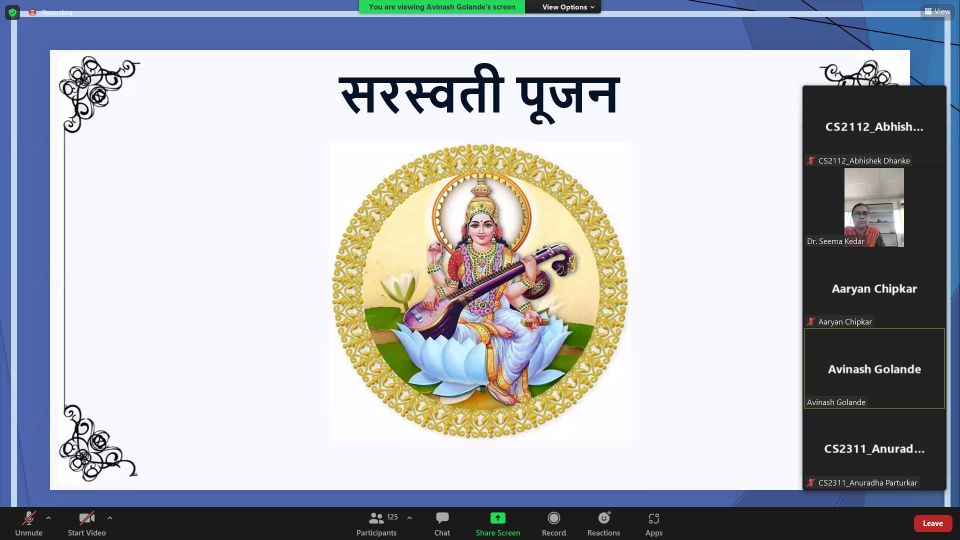 Recording
You are viewing Avinash Golande's screen
View Options
View
सरस्वती पूजन
CS2112_Abhish...
CS2112_Abhishek Dhanke
Dr. Seema Kedar
Aaryan Chipkar
Aaryan Chipkar
Avinash Golande
Avinash Golande
CS2311_Anurad...
CS2311_Anuradha Parturkar
Unmute
Start Video
Participants
125
Chat
Share Screen
Record
Reactions
Apps
Leave